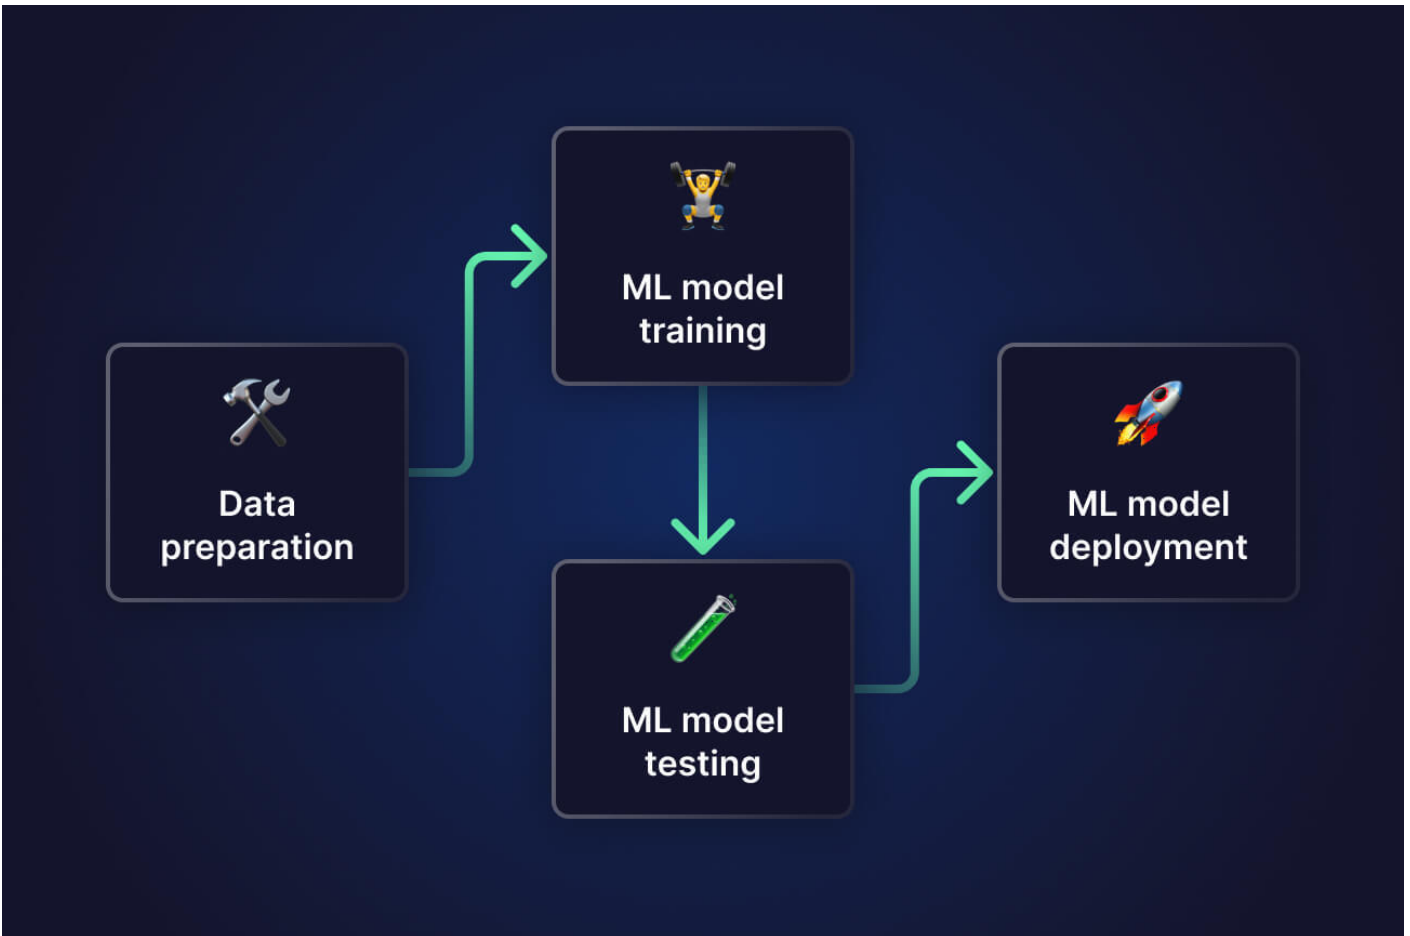 Data
preparation
ML model
training
ML model
testing
ML model
deployment